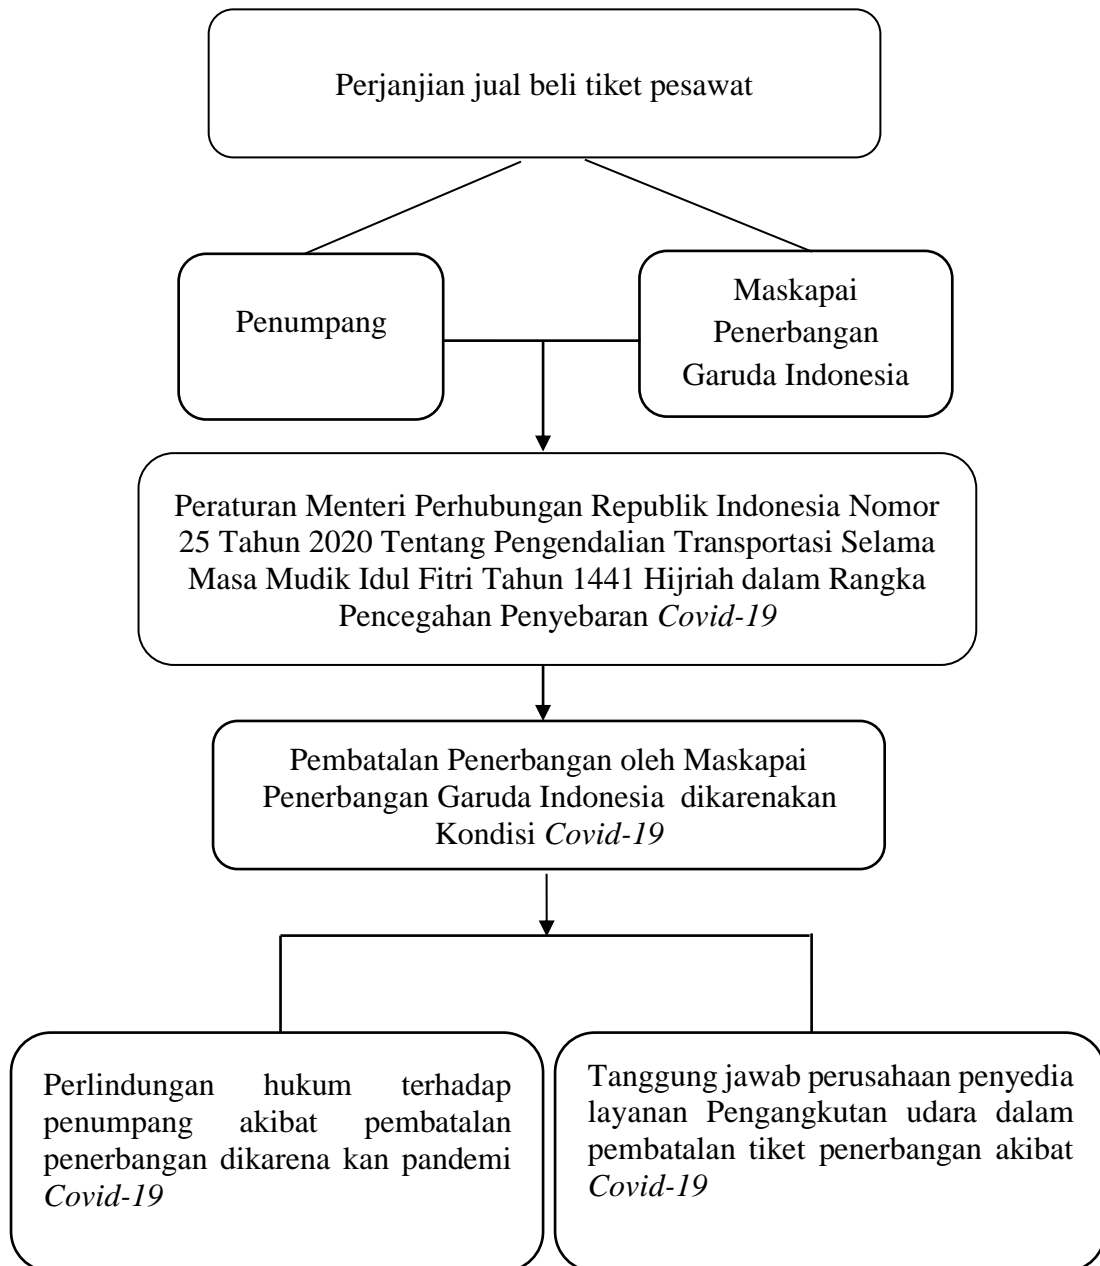 Perjanjian jual beli tiket pesawat
Penumpang
Maskapai
Penerbangan
Garuda Indonesia
Peraturan Menteri Perhubungan Republik Indonesia Nomor
25 Tahun 2020 Tentang Pengendalian Transportasi Selama
Masa Mudik Idul Fitri Tahun 1441 Hijriah dalam Rangka
Pencegahan Penyebaran Covid-19
Pembatalan Penerbangan oleh Maskapai
Penerbangan Garuda Indonesia dikarenakan
Kondisi Covid-19
Perlindungan hukum terhadap
penumpang akibat pembatalan
penerbangan dikarena kan pandemi
Covid-19
Tanggung jawab perusahaan penyedia
layanan Pengangkutan udara dalam
pembatalan tiket penerbangan akibat
Covid-19